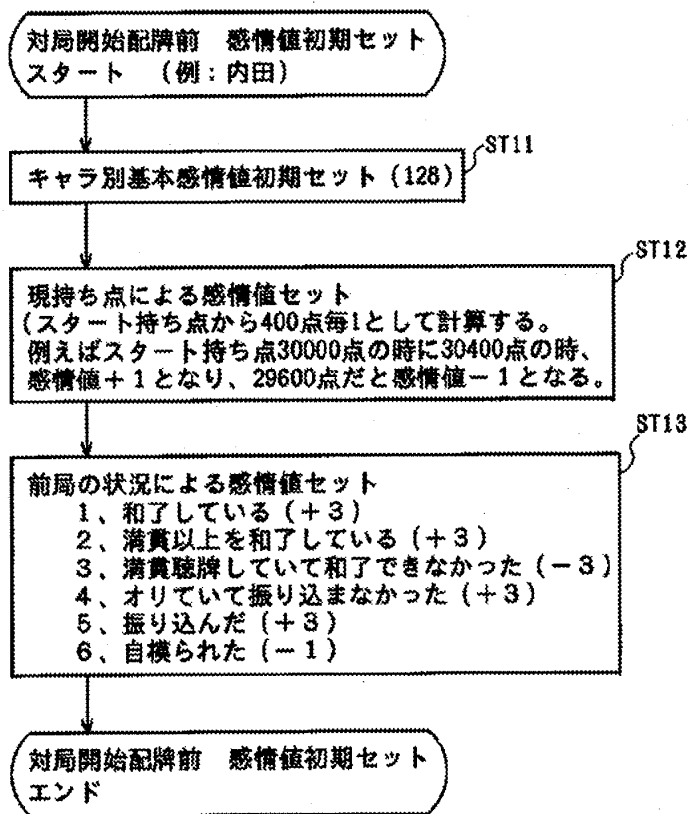 対局開始配牌前　感情値初期セット
スタート　（例：内田）
ST11
キャラ別基本感情値初期セット（128）
ST12
現持ち点による感情値セット
（スタート持ち点から400点毎1として計算する。
例えばスタート持ち点30000点の時に30400点の時、
感情値＋１となり、29600点だと感情値－１となる。
ST13
前局の状況による感情値セット
１、和了している（＋３）
２、満貫以上を和了している（＋３）
３、満貫聴牌していて和了できなかった（－３）
４、オリていて振り込まなかった（＋３）
５、振り込んだ（＋３）
６、自模られた（－１）
対局開始配牌前　感情値初期セット
エンド